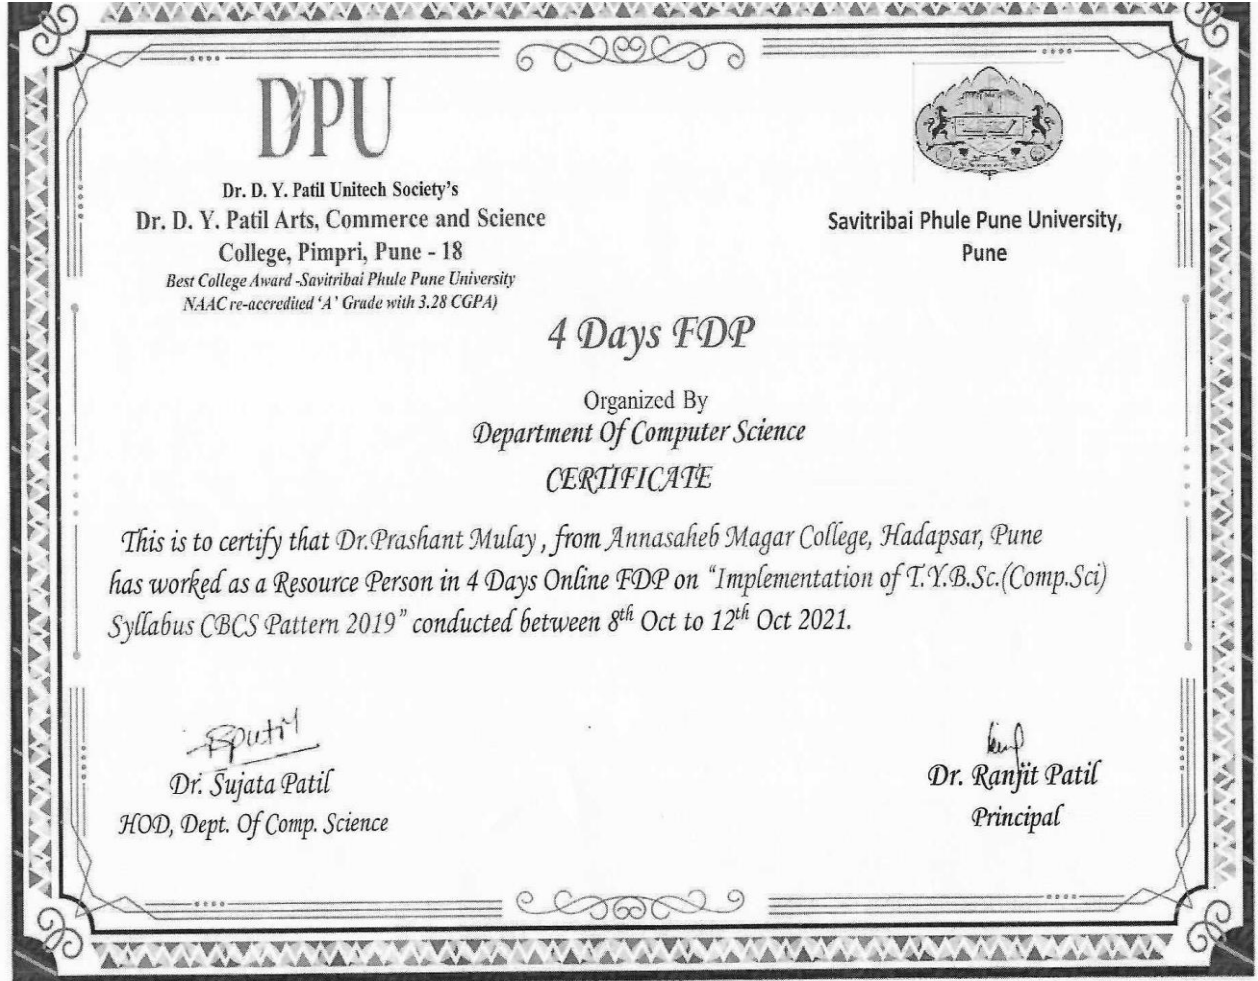 DPU
Dr. D. Y. Patil Unitech Society's
Dr. D. Y. Patil Arts, Commerce and Science
College, Pimpri, Pune - 18
Best College Award -Savitribai Phule Pune University
NAAC re-accredited 'A' Grade with 3.28 CGPA)
Savitribai Phule Pune University,
Pune
4 Days FDP
Organized By
Department Of Computer Science
CERTIFICATE
This is to certify that Dr.Prashant Mulay , from Annasaheb Magar College, Hadapsar, Pune
has worked as a Resource Person in 4 Days Online FDP on "Implementation of T.Y.B.Sc.(Comp.Sci)
Syllabus CBCS Pattern 2019" conducted between 8th Oct to 12th Oct 2021.
Dr. Sujata Patil
HOD, Dept. Of Comp. Science
Dr. Ranjit Patil
Principal